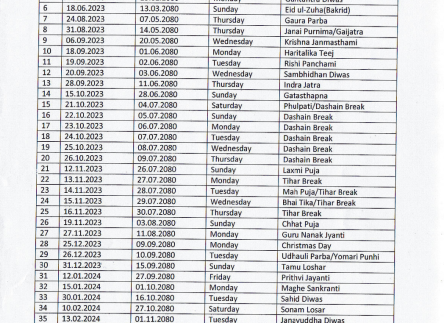 6 18.06.2023 13.03.2080 Sunday Eid ul-Zuha(Bakrid)
7 24.08.2023 07.05.2080 Thursday Gaura Parba
8 31.08.2023 14.05.2080 Thursday Janai Purnima/Gaijatra
9 06.09.2023 20.05.2080 Wednesday Krishna Janmasthami
10 18.09.2023 01.06.2080 Monday Haritalika Teej
11 19.09.2023 02.06.2080 Tuesday Rishi Panchami
12 20.09.2023 03.06.2080 Wednesday Sambhidhan Diwas
13 28.09.2023 11.06.2080 Thursday Indra Jatra
14 15.10.2023 28.06.2080 Sunday Gatasthapna
15 21.10.2023 04.07.2080 Saturday Phulpati/Dashain Break
16 22.10.2023 05.07.2080 Sunday Dashain Break
17 23.10.2023 06.07.2080 Monday Dashain Break
18 24.10.2023 07.07.2080 Tuesday Dashain Break
19 25.10.2023 08.07.2080 Wednesday Dashain Break
20 26.10.2023 09.07.2080 Thursday Dashain Break
21 12.11.2023 26.07.2080 Sunday Laxmi Puja
22 13.11.2023 27.07.2080 Monday Tihar Break
23 14.11.2023 28.07.2080 Tuesday Mah Puja/Tihar Break
24 15.11.2023 29.07.2080 Wednesday Bhai Tika/Tihar Break
25 16.11.2023 30.07.2080 Thursday Tihar Break
26 19.11.2023 03.08.2080 Sunday Chhat Puja
27 27.11.2023 11.08.2080 Monday Guru Nanak Jyanti
28 25.12.2023 09.09.2080 Monday Christmas Day
29 26.12.2023 10.09.2080 Tuesday Udhauli Parba/Yomari Punhi
30 31.12.2023 15.09.2080 Sunday Tamu Loshar
31 12.01.2024 27.09.2080 Friday Prithvi Jayanti
32 15.01.2024 01.10.2080 Monday Maghe Sankranti
33 30.01.2024 16.10.2080 Tuesday Sahid Diwas
34 10.02.2024 27.10.2080 Saturday Sonam Losar
35 13.02.2024 01.11.2080 Tuesday Janayuddha Diwas